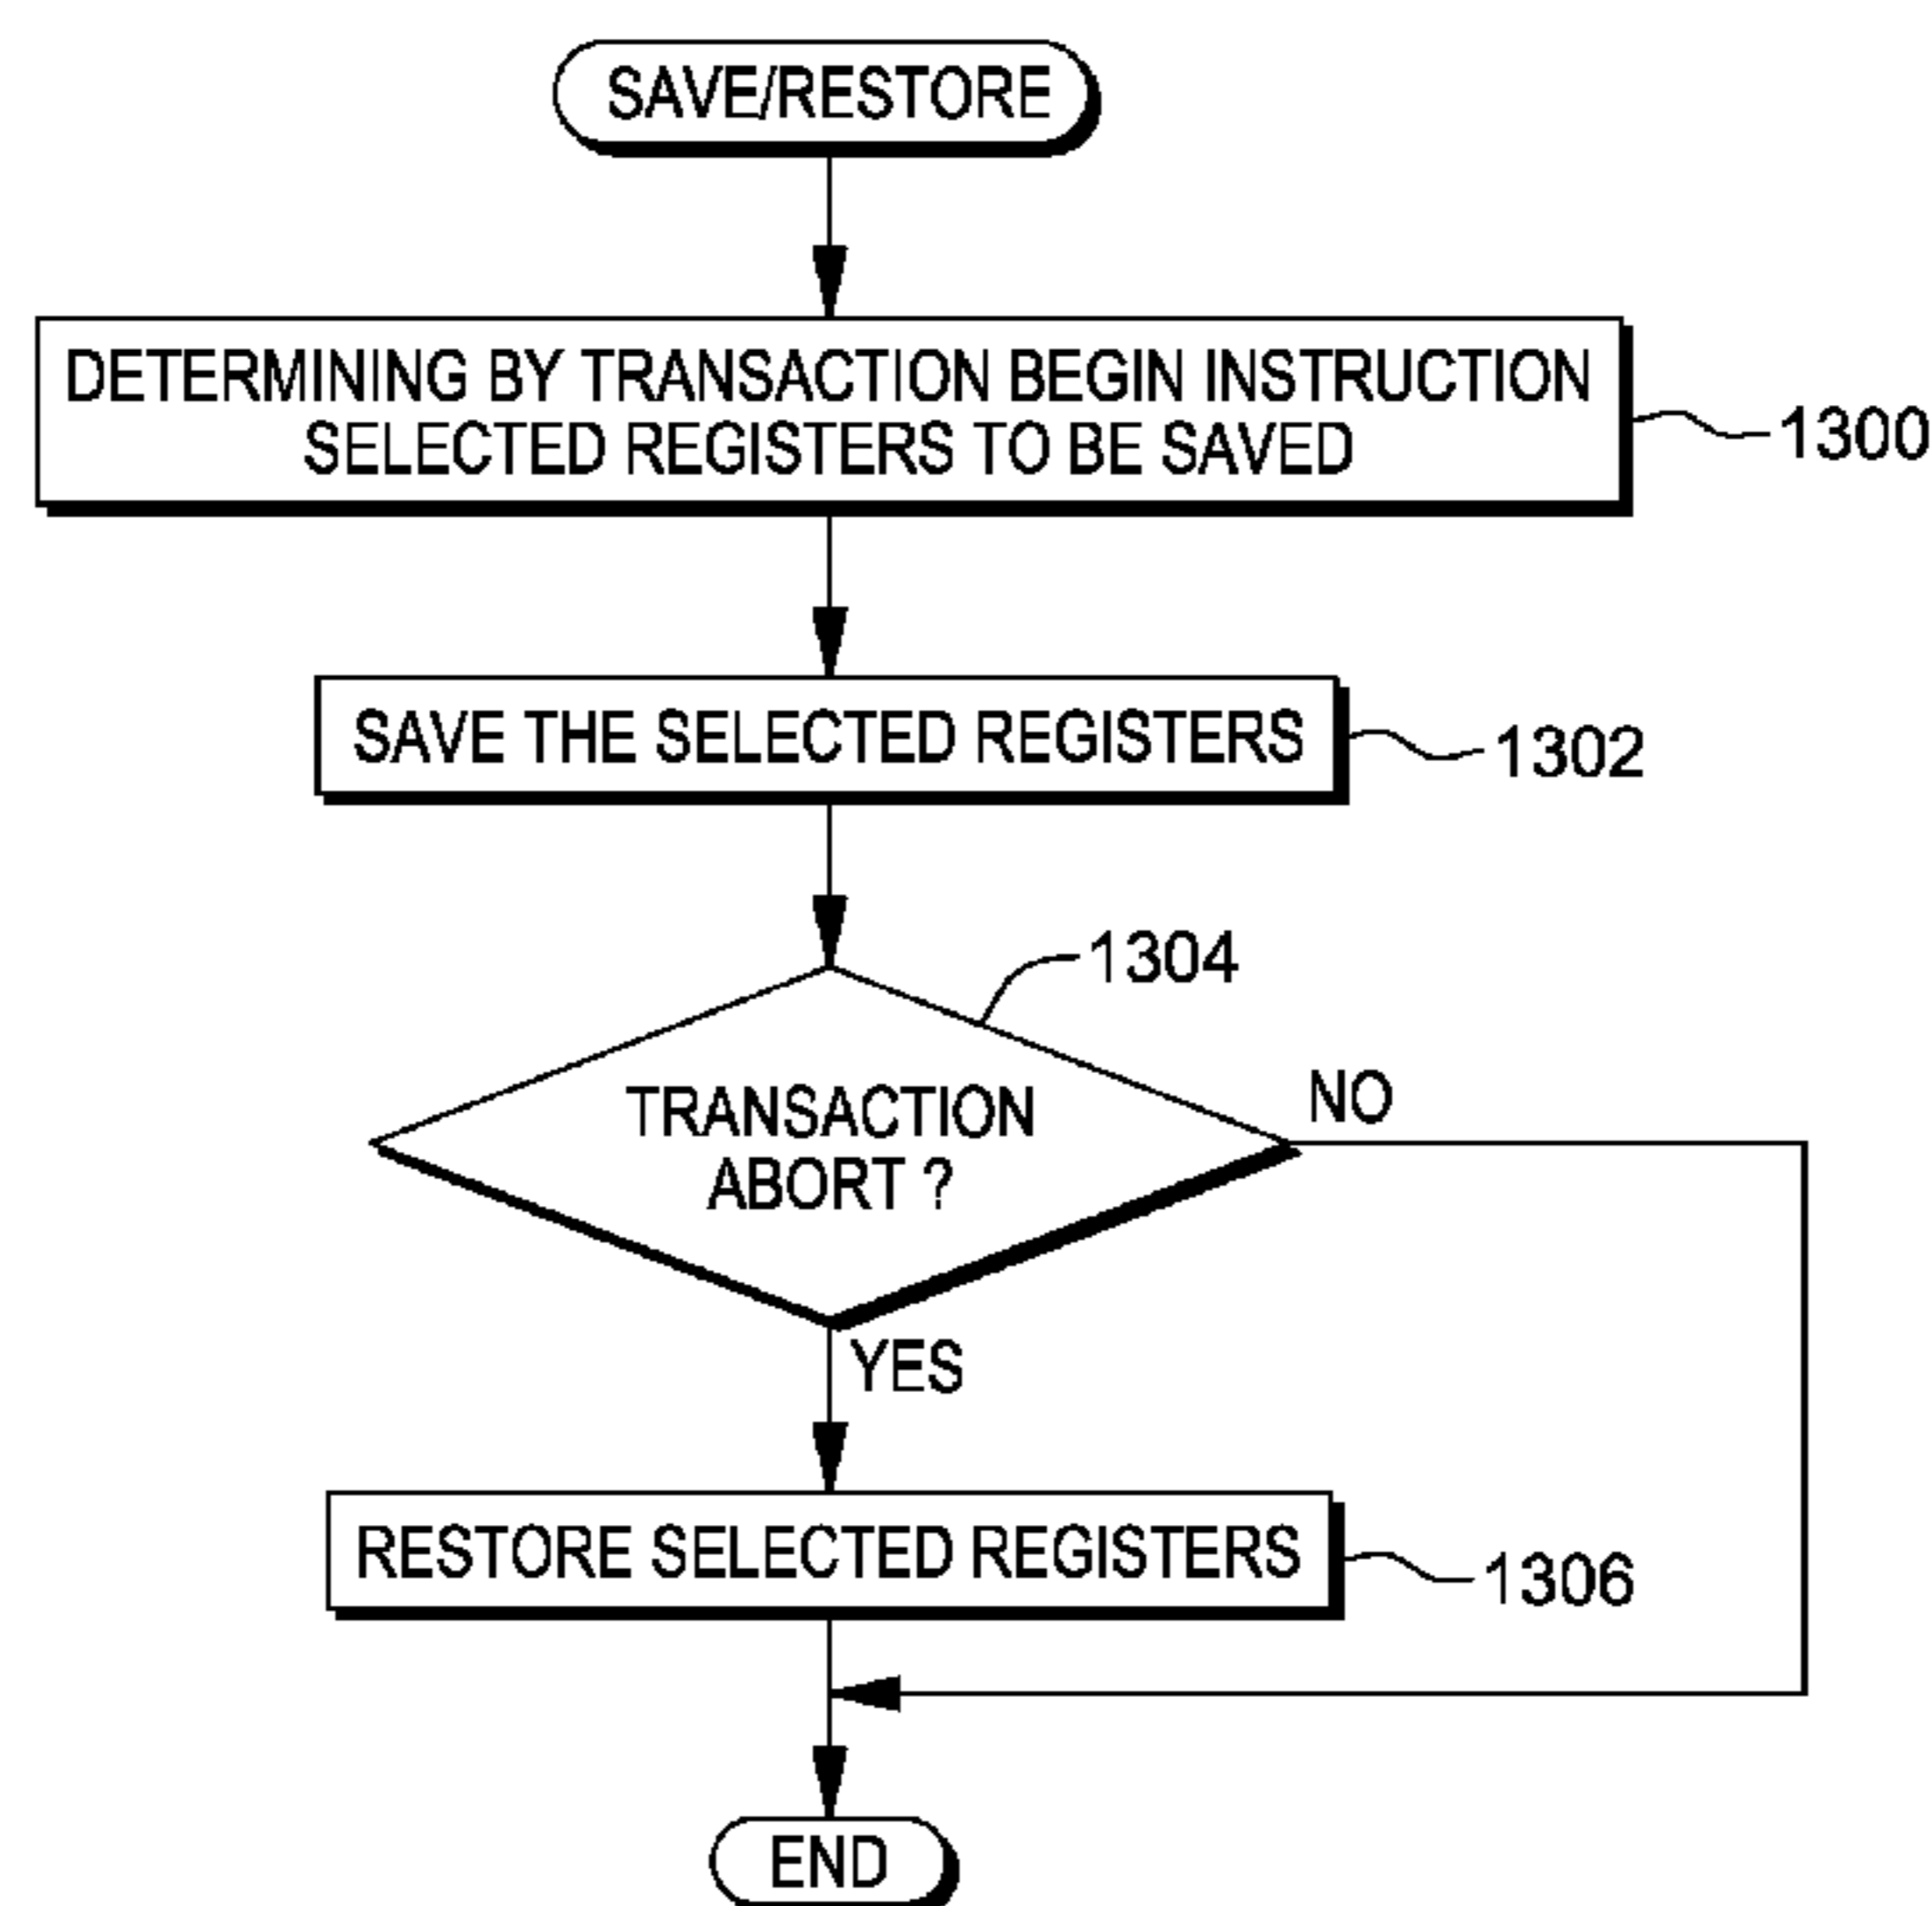 SAVE/RESTORE
DETERMINING BY TRANSACTION BEGIN INSTRUCTION
SELECTED REGISTERS TO BE SAVED
1300
SAVE THE SELECTED REGISTERS
1302
1304
TRANSACTION
ABORT ?
NO
YES
RESTORE SELECTED REGISTERS
1306
END